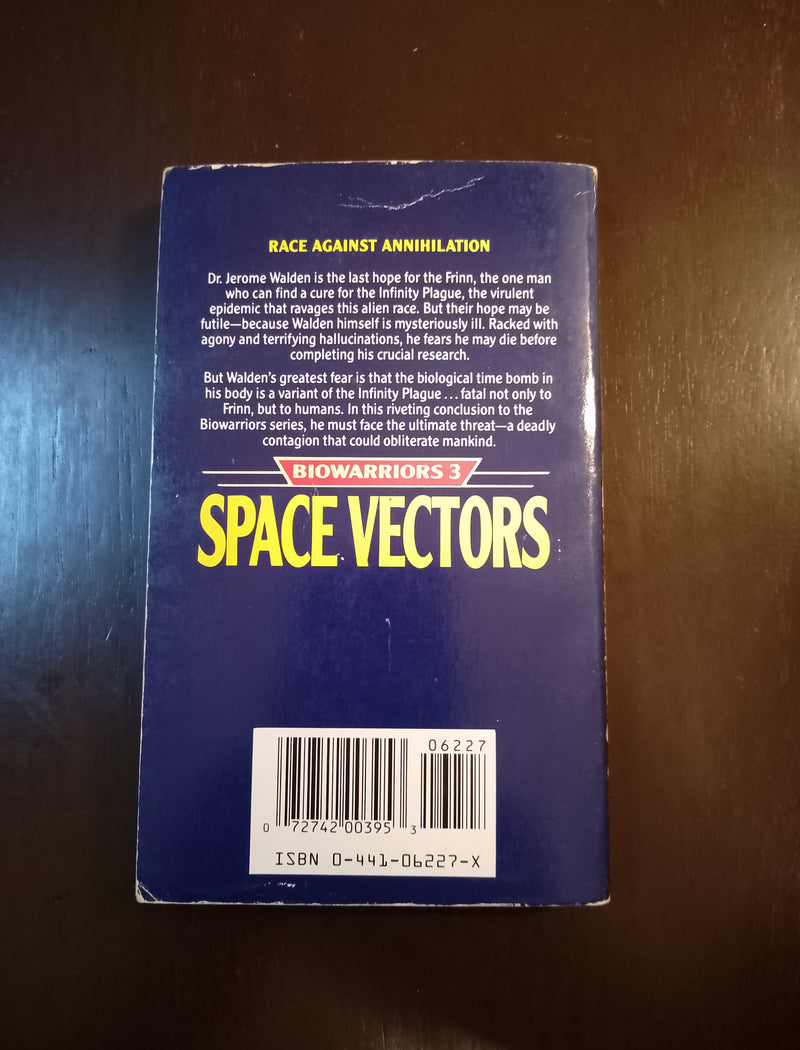 RACE AGAINST ANNIHILATION
Dr. Jerome Walden is the last hope for the Frinn, the one man
who can find a cure for the Infinity Plague, the virulent
epidemic that ravages this alien race. But their hope may be
futile—because Walden himself is mysteriously ill. Racked with
agony and terrifying hallucinations, he fears he may die before
completing his crucial research.
But Walden's greatest fear is that the biological time bomb in
his body is a variant of the Infinity Plague...fatal not only to
Frinn, but to humans. In this riveting conclusion to the
Biowarriors series, he must face the ultimate threat—a deadly
contagion that could obliterate mankind.
BIOWARRIORS 3
SPACE VECTORS
06227
0 72742 00395 3
ISBN 0-441-06227-X